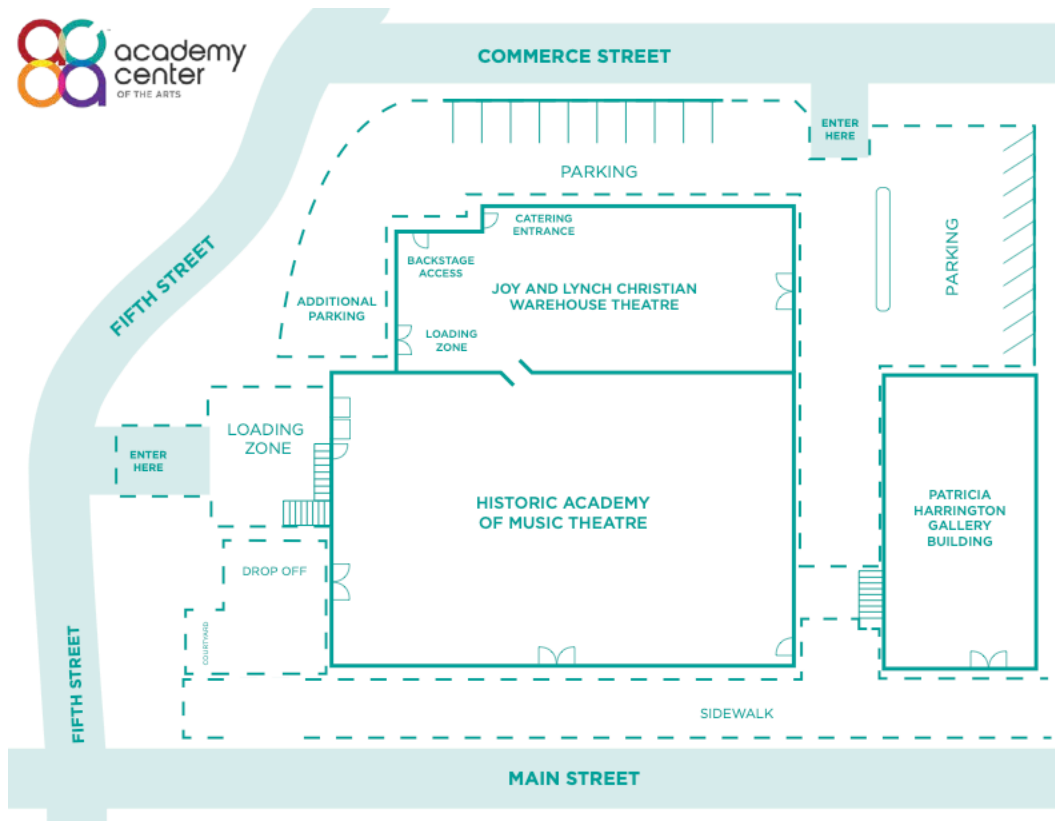 academy
center
OF THE ARTS
COMMERCE STREET
ENTER
HERE
PARKING
CATERING
ENTRANCE
BACKSTAGE
ACCESS
JOY AND LYNCH CHRISTIAN
WAREHOUSE THEATRE
PARKING
FIFTH STREET
ADDITIONAL
PARKING
LOADING
ZONE
LOADING
ZONE
ENTER
HERE
HISTORIC ACADEMY
OF MUSIC THEATRE
PATRICIA
HARRINGTON
GALLERY
BUILDING
DROP OFF
COURTYARD
FIFTH STREET
SIDEWALK
MAIN STREET